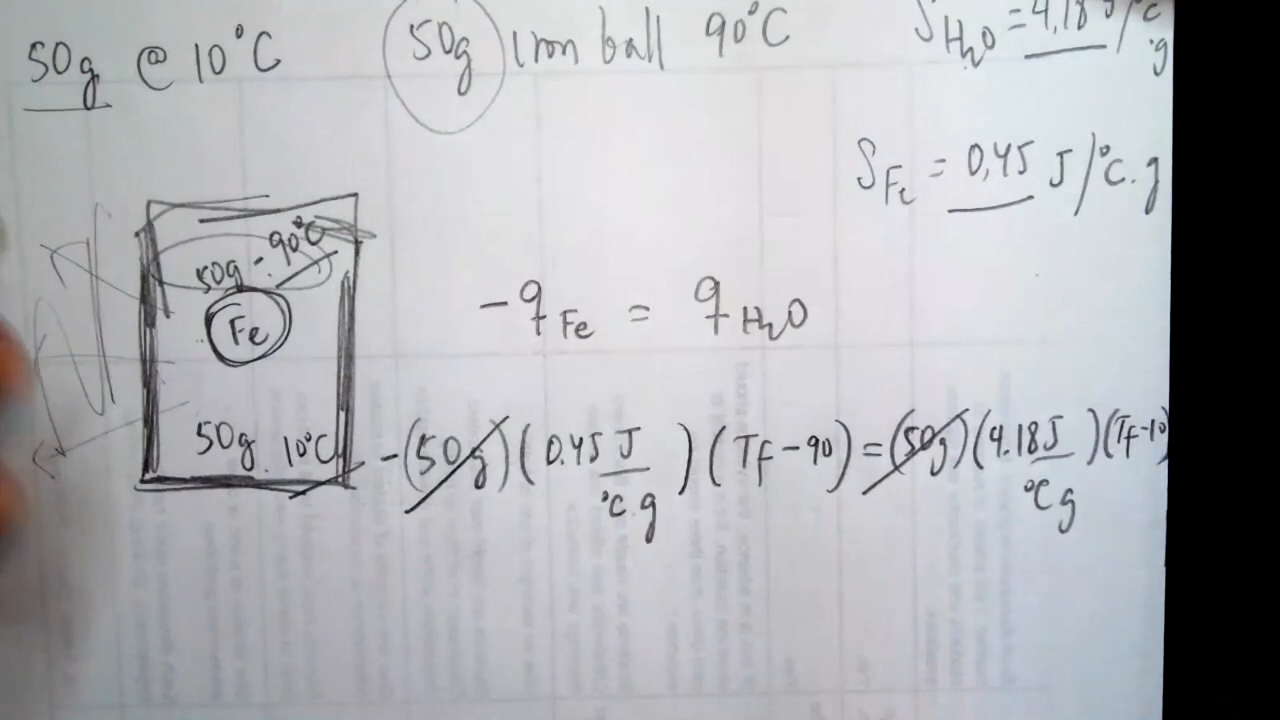 50g @ 10°C 50g iron ball 90°C S H2O = 4,18 J/°C·g
S Fe = 0,45 J/°C.g
50g - 90°C
Fe
-q Fe = q H2O
50g 10°C
-(50g)(0.45 J/°C g)(Tf-90) = (50g)(4.18J/°C g)(Tf-10)